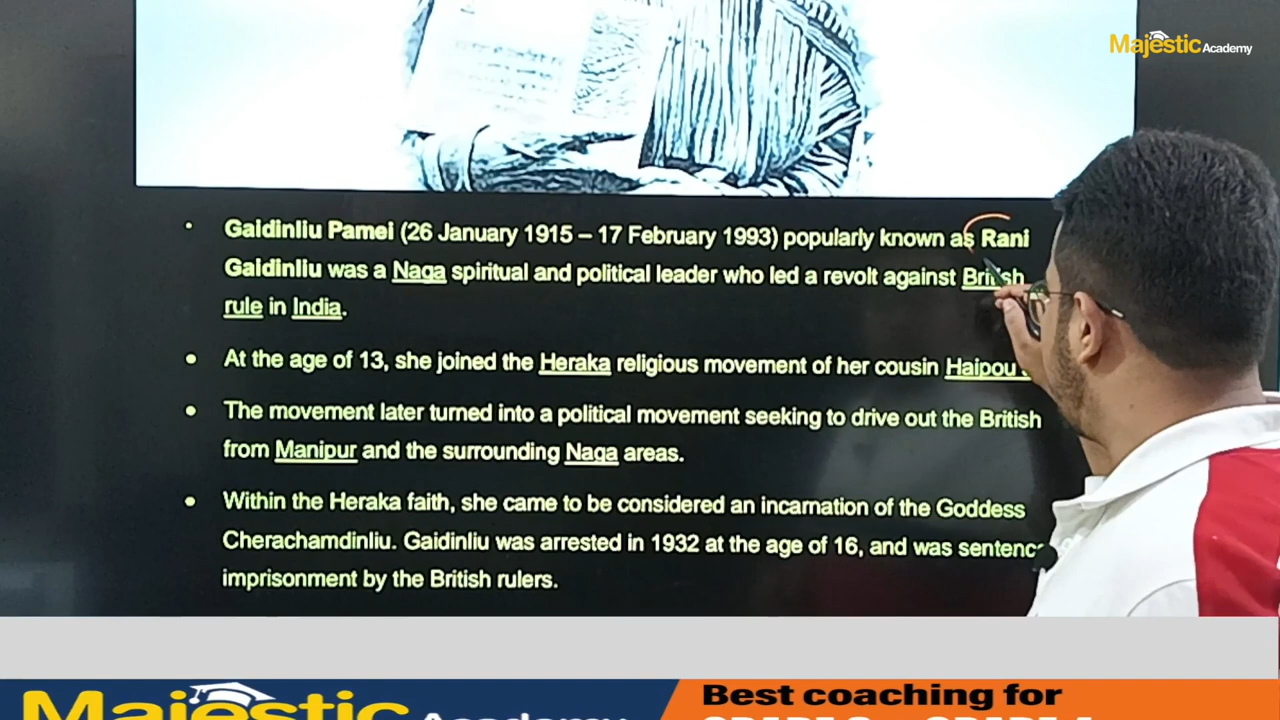 Majestic Academy
Gaidinliu Pamei (26 January 1915 – 17 February 1993) popularly known as Rani
Gaidinliu was a Naga spiritual and political leader who led a revolt against British
rule in India.
At the age of 13, she joined the Heraka religious movement of her cousin Haipou
The movement later turned into a political movement seeking to drive out the British
from Manipur and the surrounding Naga areas.
Within the Heraka faith, she came to be considered an incarnation of the Goddess
Cherachamdinliu. Gaidinliu was arrested in 1932 at the age of 16, and was sentenc
imprisonment by the British rulers.
Majestic Academy
Best coaching for